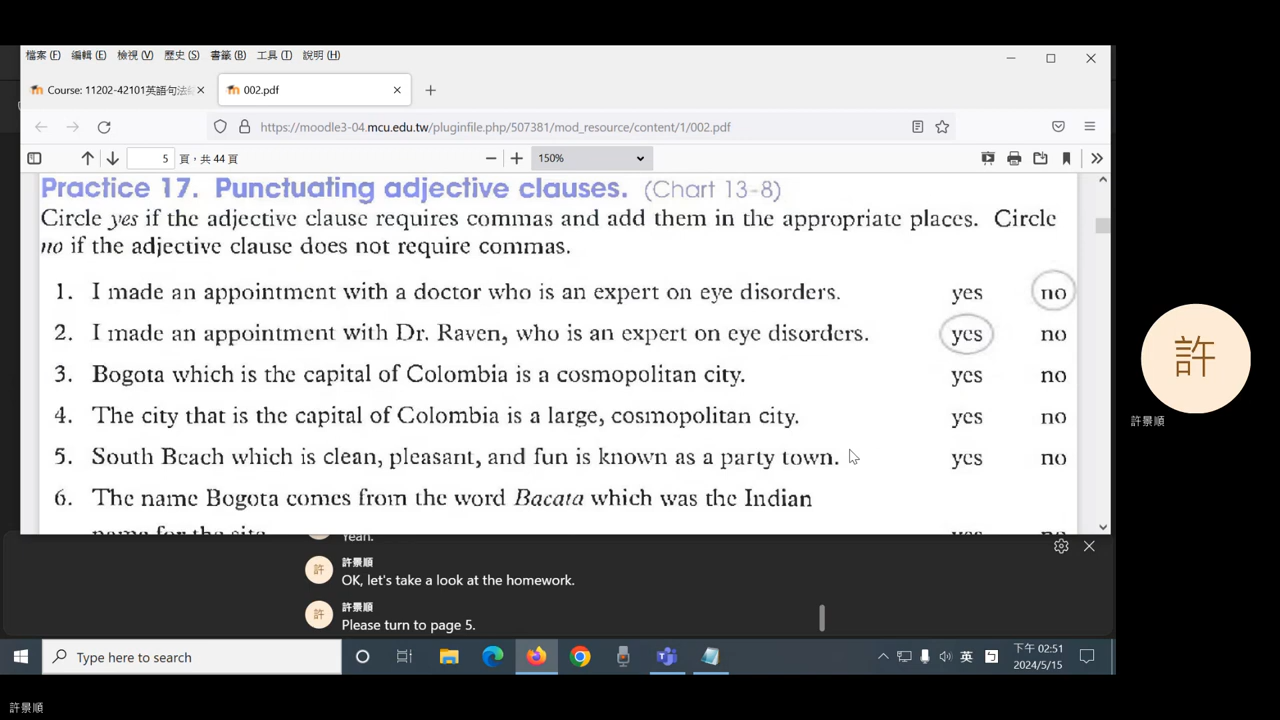 檔案(F) 編輯(E) 檢視(V) 歷史(S) 書籤(B) 工具(T) 說明(H)
Course: 11202-42101英語句法
002.pdf
https://moodle3-04.mcu.edu.tw/pluginfile.php/507381/mod_resource/content/1/002.pdf
5 頁，共 44 頁
150%
Practice 17. Punctuating adjective clauses. (Chart 13-8)
Circle yes if the adjective clause requires commas and add them in the appropriate places. Circle
no if the adjective clause does not require commas.
1. I made an appointment with a doctor who is an expert on eye disorders. yes no
2. I made an appointment with Dr. Raven, who is an expert on eye disorders. yes no
3. Bogota which is the capital of Colombia is a cosmopolitan city. yes no
4. The city that is the capital of Colombia is a large, cosmopolitan city. yes no
5. South Beach which is clean, pleasant, and fun is known as a party town. yes no
6. The name Bogota comes from the word Bacata which was the Indian
name for the site. yes no
Yeah.
許 許景順
OK, let's take a look at the homework.
許 許景順
Please turn to page 5.
許
許景順
Type here to search
英
下午 02:51
2024/5/15
許景順